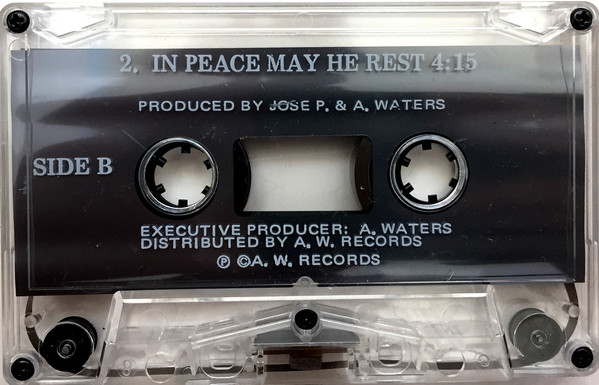 2. IN PEACE MAY HE REST 4:15
PRODUCED BY JOSE P. & A. WATERS
SIDE B
EXECUTIVE PRODUCER: A. WATERS
DISTRIBUTED BY A. W. RECORDS
℗ ©A. W. RECORDS